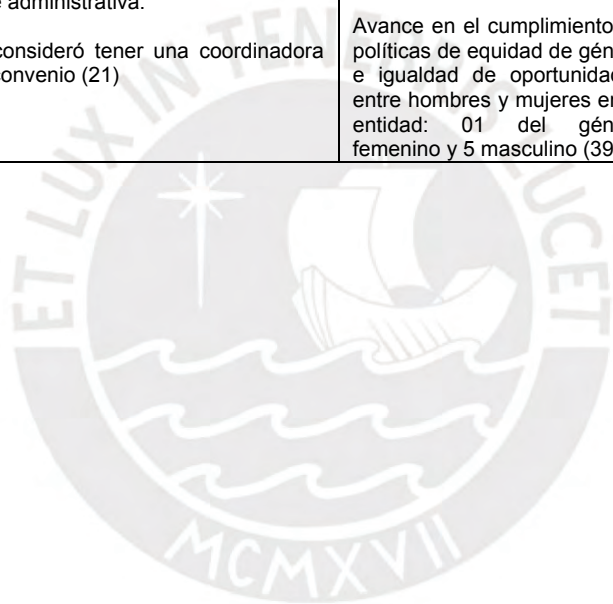 e administrativa.
consideró tener una coordinadora
convenio (21)
Avance en el cumplimiento
políticas de equidad de gén
e igualdad de oportunidad
entre hombres y mujeres en
entidad: 01 del gén
femenino y 5 masculino (39
ET LUX IN TENEBRIS LUCET
MCMXVII